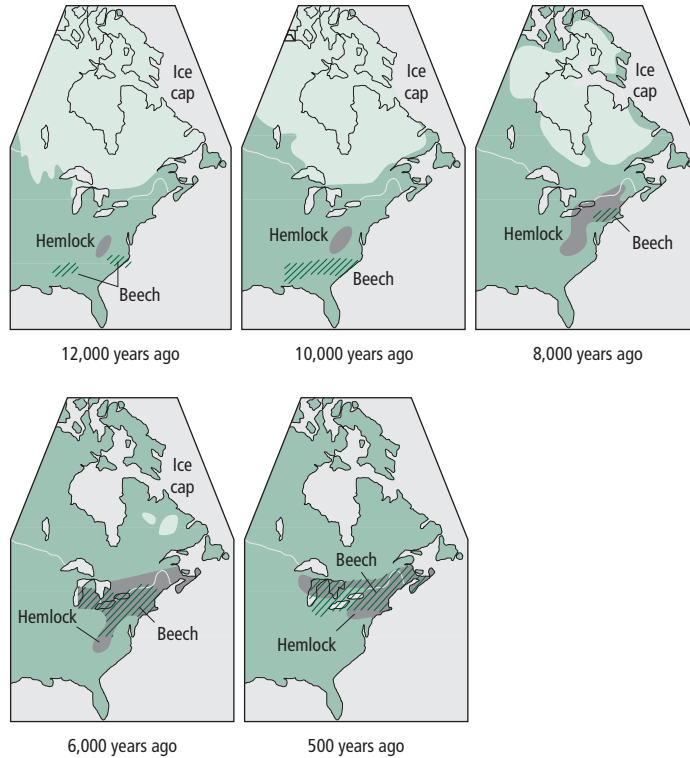 Ice
cap
Hemlock
Beech
12,000 years ago
Ice
cap
Hemlock
Beech
10,000 years ago
Ice
cap
Hemlock
Beech
8,000 years ago
Ice
cap
Hemlock
Beech
6,000 years ago
Beech
Hemlock
500 years ago